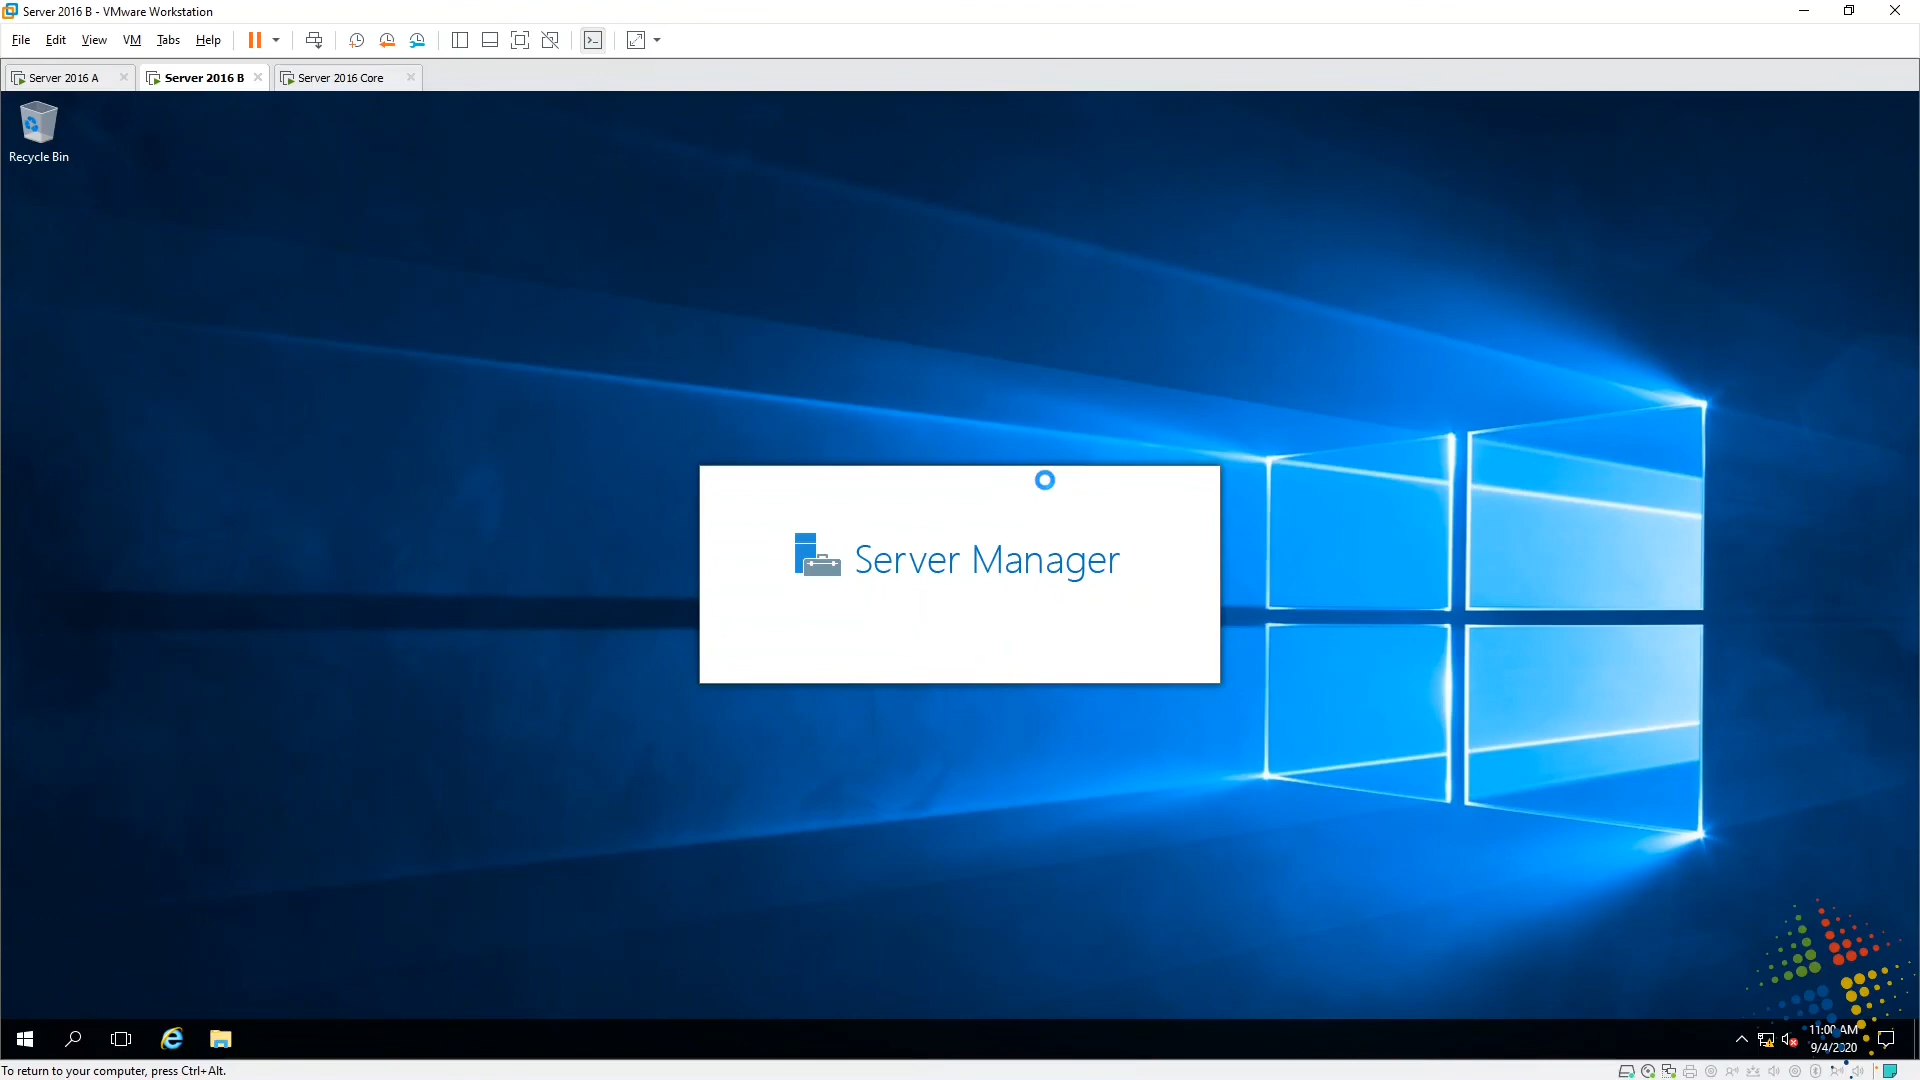 Server 2016 B - VMware Workstation
File Edit View VM Tabs Help
Server 2016 A
Server 2016 B
Server 2016 Core
Recycle Bin
Server Manager
11:00 AM
9/4/2020
To return to your computer, press Ctrl+Alt.